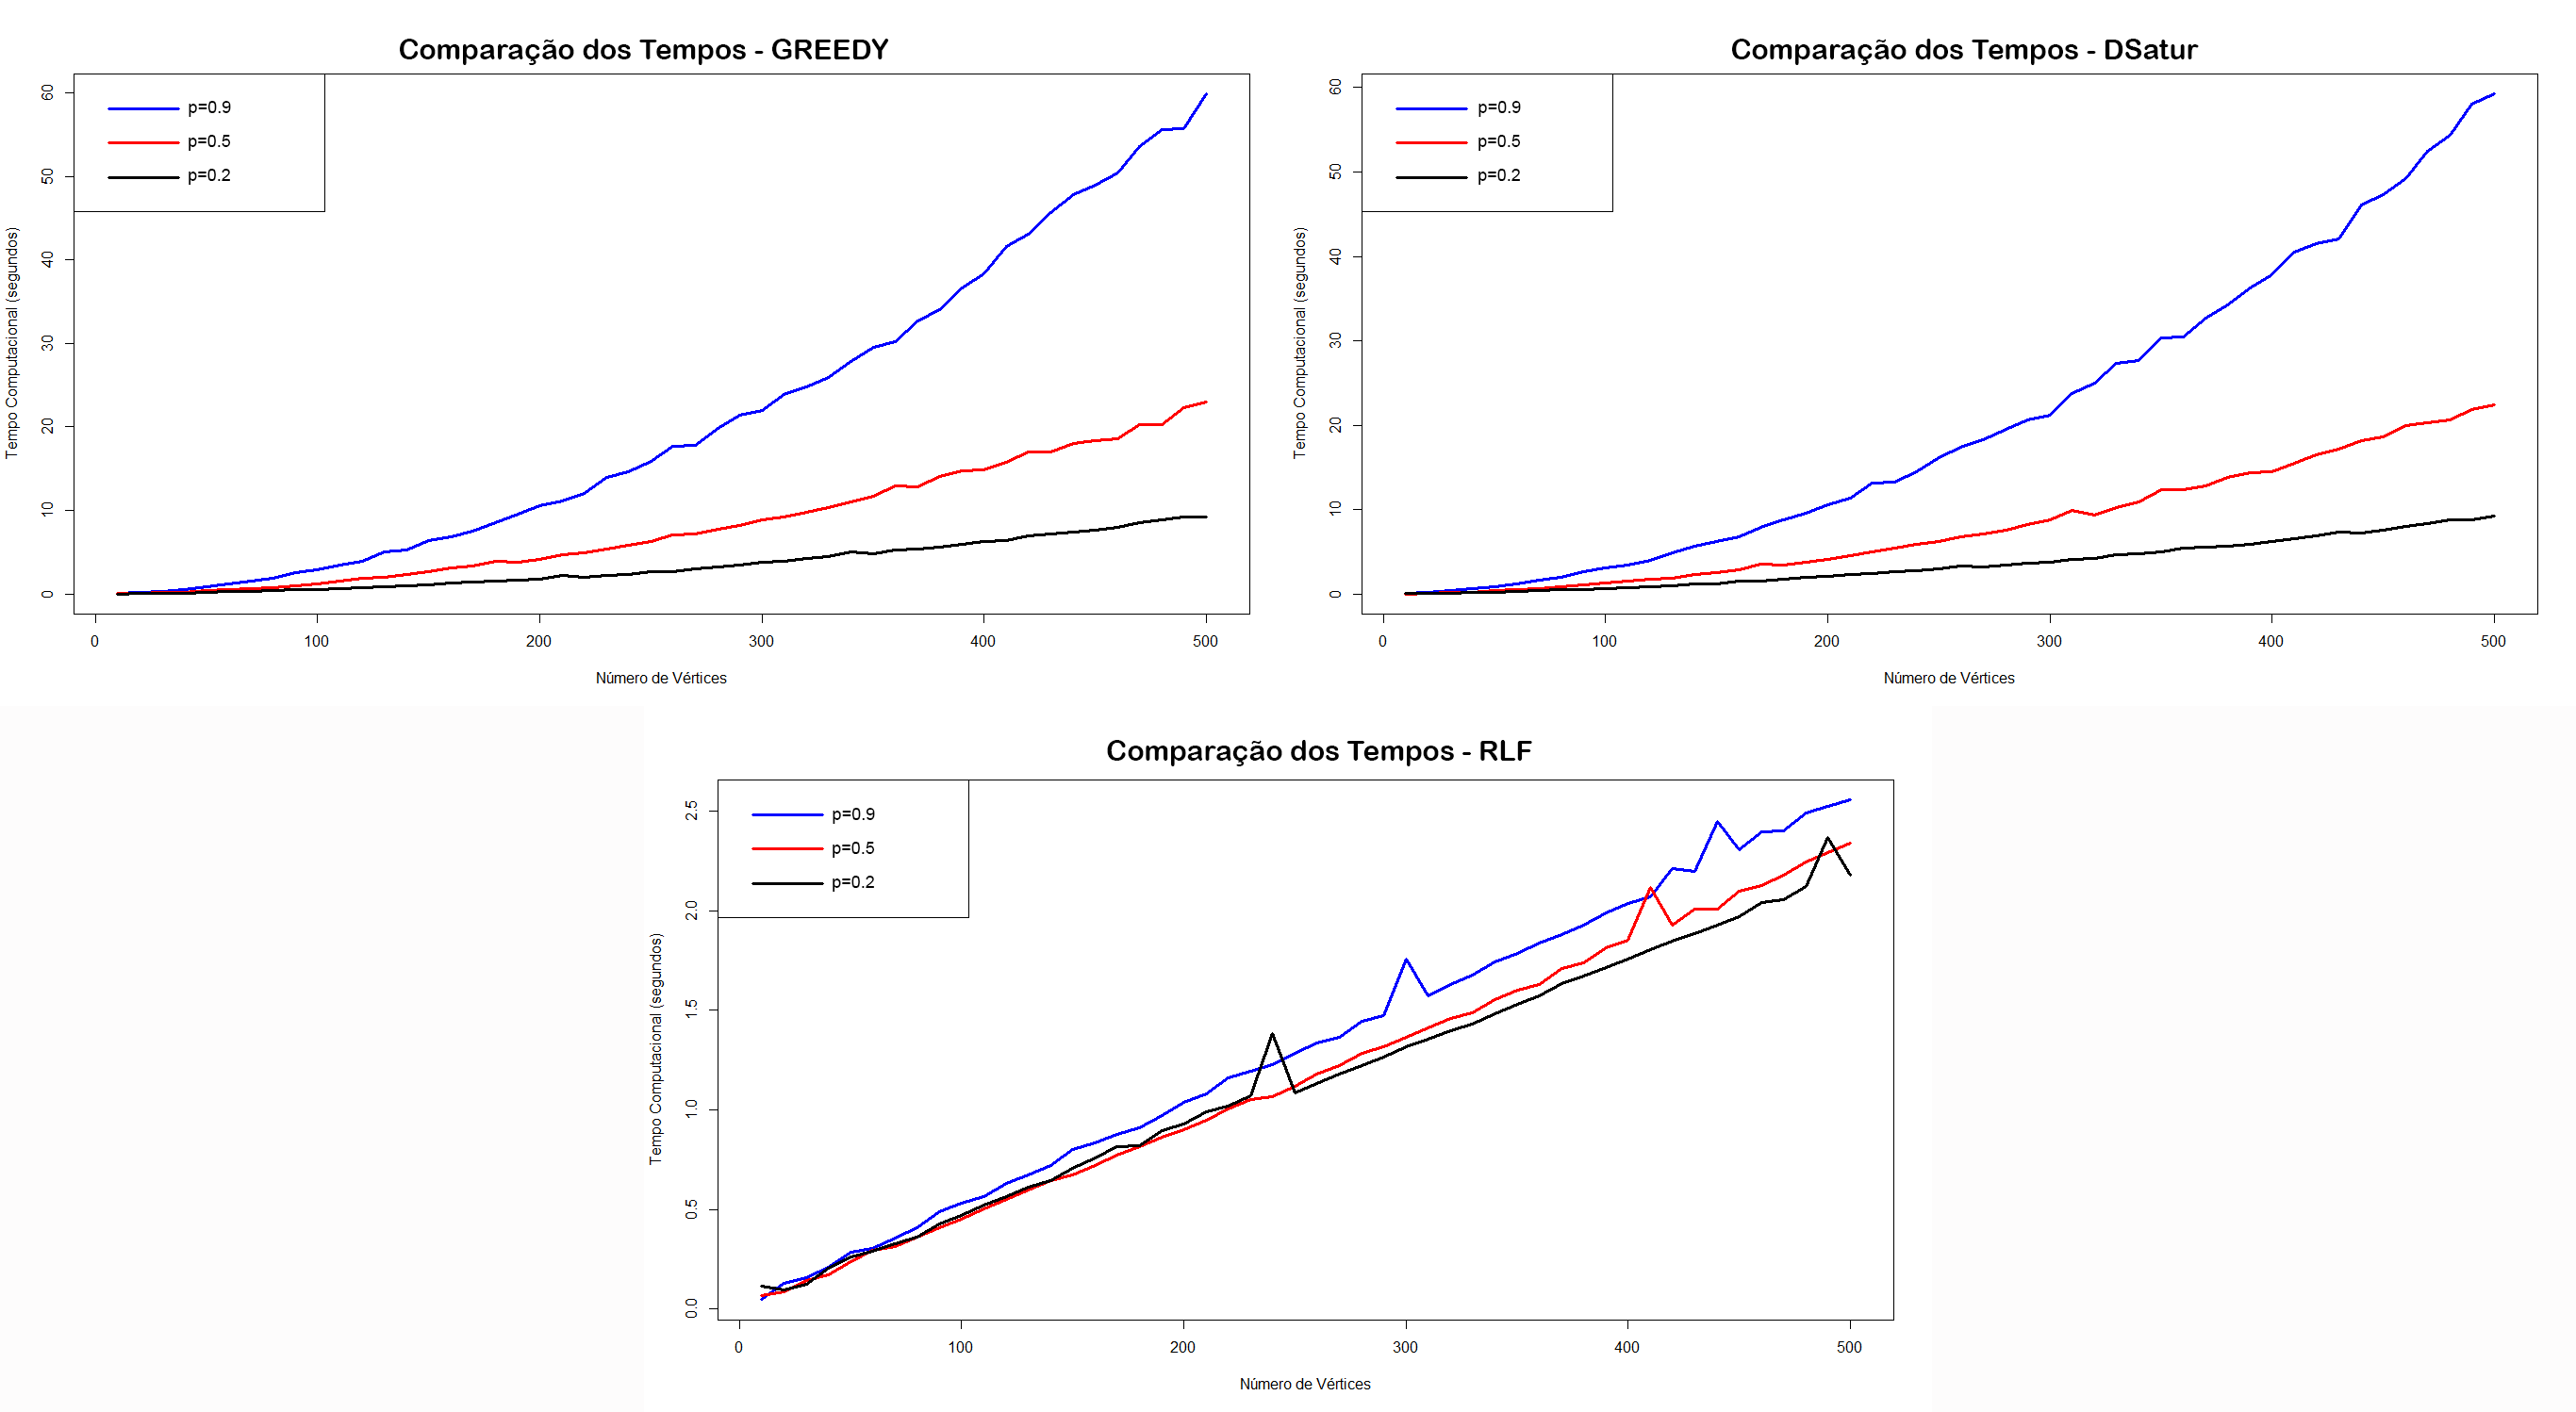 Comparação dos Tempos - GREEDY
p=0.9
p=0.5
p=0.2
Tempo Computacional (segundos)
60
50
40
30
20
10
0
0 100 200 300 400 500
Número de Vértices
Comparação dos Tempos - DSatur
p=0.9
p=0.5
p=0.2
Tempo Computacional (segundos)
60
50
40
30
20
10
0
0 100 200 300 400 500
Número de Vértices
Comparação dos Tempos - RLF
p=0.9
p=0.5
p=0.2
Tempo Computacional (segundos)
2.5
2.0
1.5
1.0
0.5
0.0
0 100 200 300 400 500
Número de Vértices